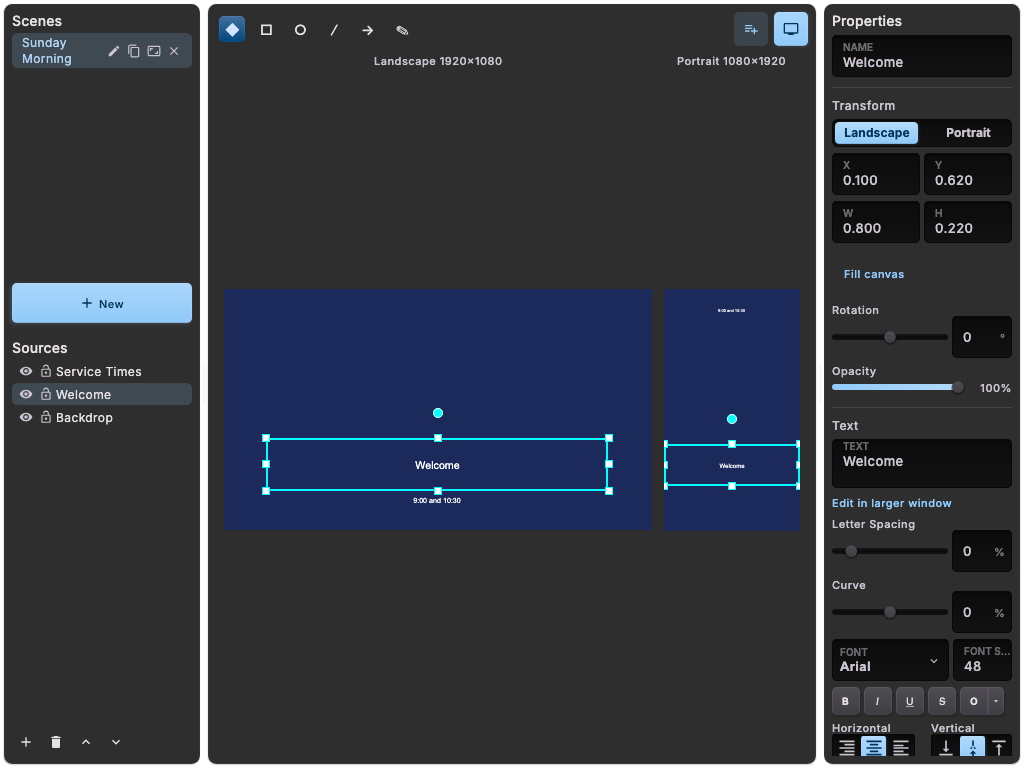 Scenes
Sunday
Morning
+ New
Sources
Service Times
Welcome
Backdrop
Landscape 1920×1080
Portrait 1080×1920
Welcome
9:00 and 10:30
9:00 and 10:30
Welcome
Properties
NAME
Welcome
Transform
Landscape Portrait
X
0.100
Y
0.620
W
0.800
H
0.220
Fill canvas
Rotation
0 °
Opacity
100%
Text
TEXT
Welcome
Edit in larger window
Letter Spacing
0 %
Curve
0 %
FONT
Arial
FONT S...
48
B I U S O
Horizontal Vertical